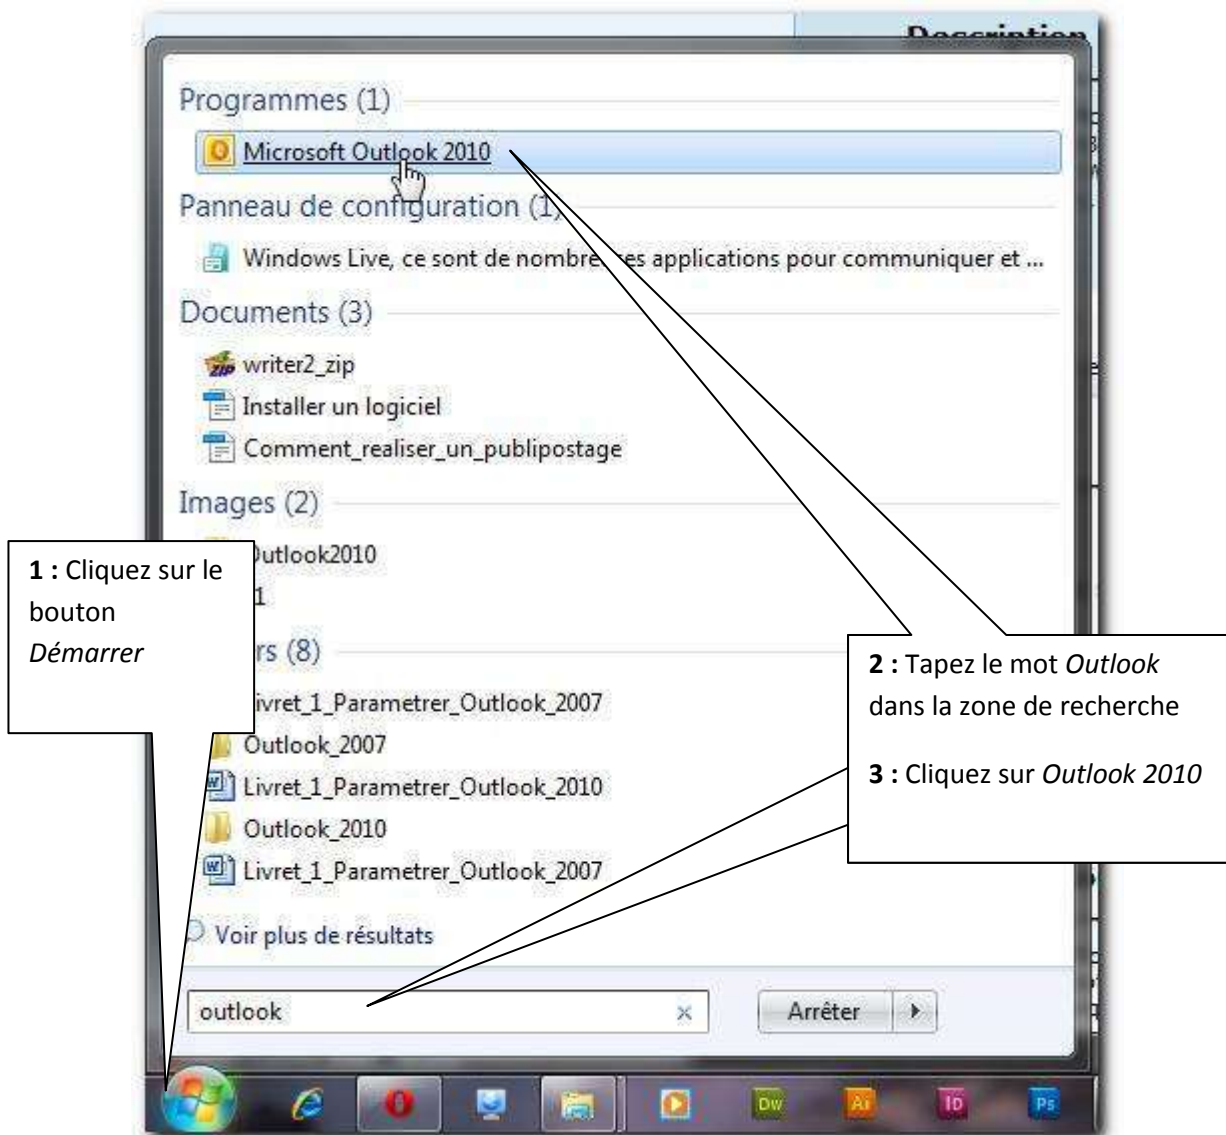 Description
Programmes (1)
Microsoft Outlook 2010
Panneau de configuration (1)
Windows Live, ce sont de applications pour communiquer et ...
Documents (3)
writer2_zip
Installer un logiciel
Comment_realiser_un_publipostage
Images (2)
Outlook2010
1
1 : Cliquez sur le
bouton
Démarrer
rs (8)
ivret_1_Parametrer_Outlook_2007
Outlook_2007
Livret_1_Parametrer_Outlook_2010
Outlook_2010
Livret_1_Parametrer_Outlook_2007
2 : Tapez le mot Outlook
dans la zone de recherche
3 : Cliquez sur Outlook 2010
Voir plus de résultats
outlook
Arrêter
Dw Ai ID Ps